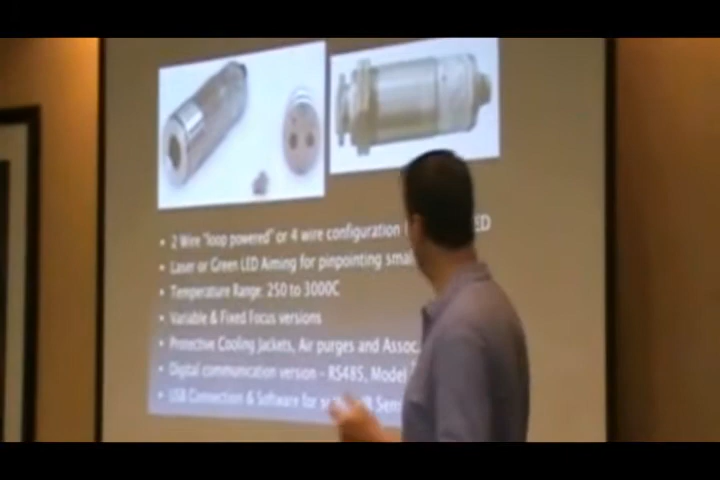 • 2 Wire "loop powered" or 4 wire configuration ED
• Laser or Green LED Aiming for pinpointing small
• Temperature Range: 250 to 3000C
• Variable & Fixed Focus versions
• Protective Cooling Jackets, Air purges and Assoc.
• Digital communication version - RS485, Model
• USB Connection & Software for